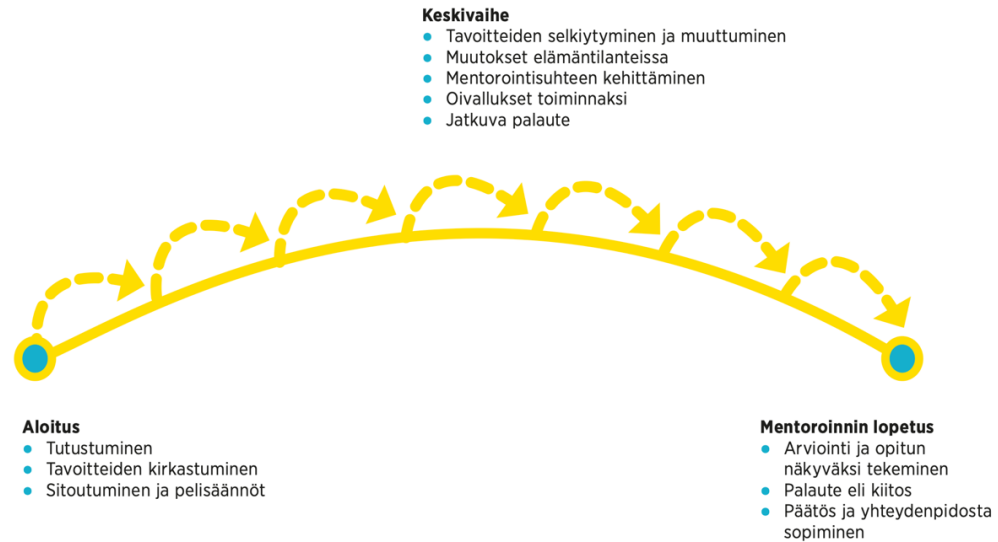 Keskivaihe
Tavoitteiden selkiytyminen ja muuttuminen
Muutokset elämäntilanteissa
Mentorointisuhteen kehittäminen
Oivallukset toiminnaksi
Jatkuva palaute
Aloitus
Tutustuminen
Tavoitteiden kirkastuminen
Sitoutuminen ja pelisäännöt
Mentoroinnin lopetus
Arviointi ja opitun
näkyväksi tekeminen
Palaute eli kiitos
Päätös ja yhteydenpidosta
sopiminen